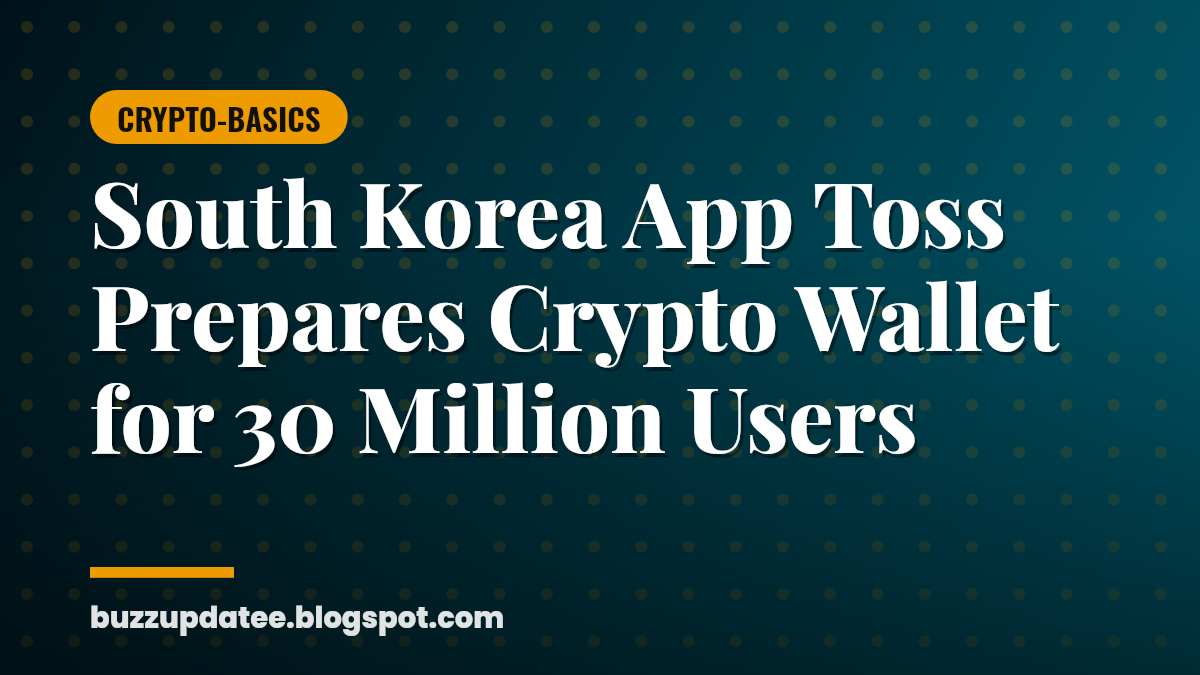 CRYPTO-BASICS
South Korea App Toss
Prepares Crypto Wallet
for 30 Million Users
buzzupdatee.blogspot.com